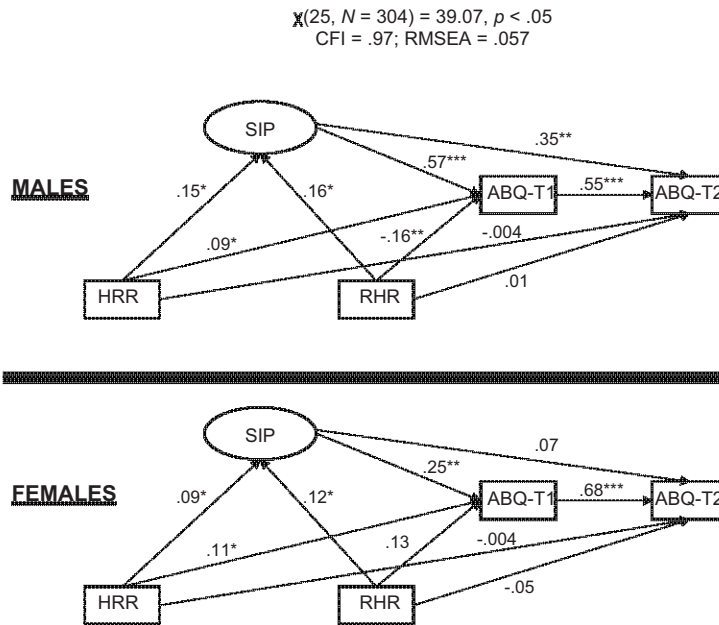 χ(25, N = 304) = 39.07, p < .05
CFI = .97; RMSEA = .057
SIP
.35**
.57***
MALES
.15*
.16*
ABQ-T1
.55***
ABQ-T2
.09*
-.16**
-.004
HRR
RHR
.01
SIP
.07
.25**
FEMALES
.09*
.12*
ABQ-T1
.68***
ABQ-T2
.11*
.13
-.004
HRR
RHR
-.05